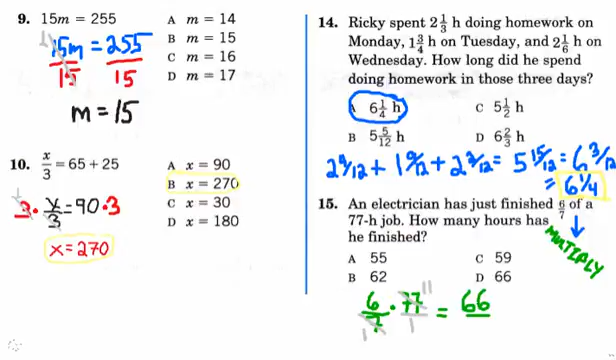 9. 15m = 255
A m = 14
B m = 15
C m = 16
D m = 17
15m = 255
15 15
m = 15
10. x/3 = 65 + 25
A x = 90
B x = 270
C x = 30
D x = 180
3 · x/3 = 90 · 3
x = 270
14. Ricky spent 2 1/3 h doing homework on
Monday, 1 3/4 h on Tuesday, and 2 1/6 h on
Wednesday. How long did he spend
doing homework in those three days?
A 6 1/4 h C 5 1/2 h
B 5 5/12 h D 6 2/3 h
2 4/12 + 1 9/12 + 2 2/12 = 5 15/12 = 6 3/12
= 6 1/4
15. An electrician has just finished 6/7 of a
77-h job. How many hours has
he finished?
MULTIPLY
A 55 C 59
B 62 D 66
6/7 · 77/1 = 66